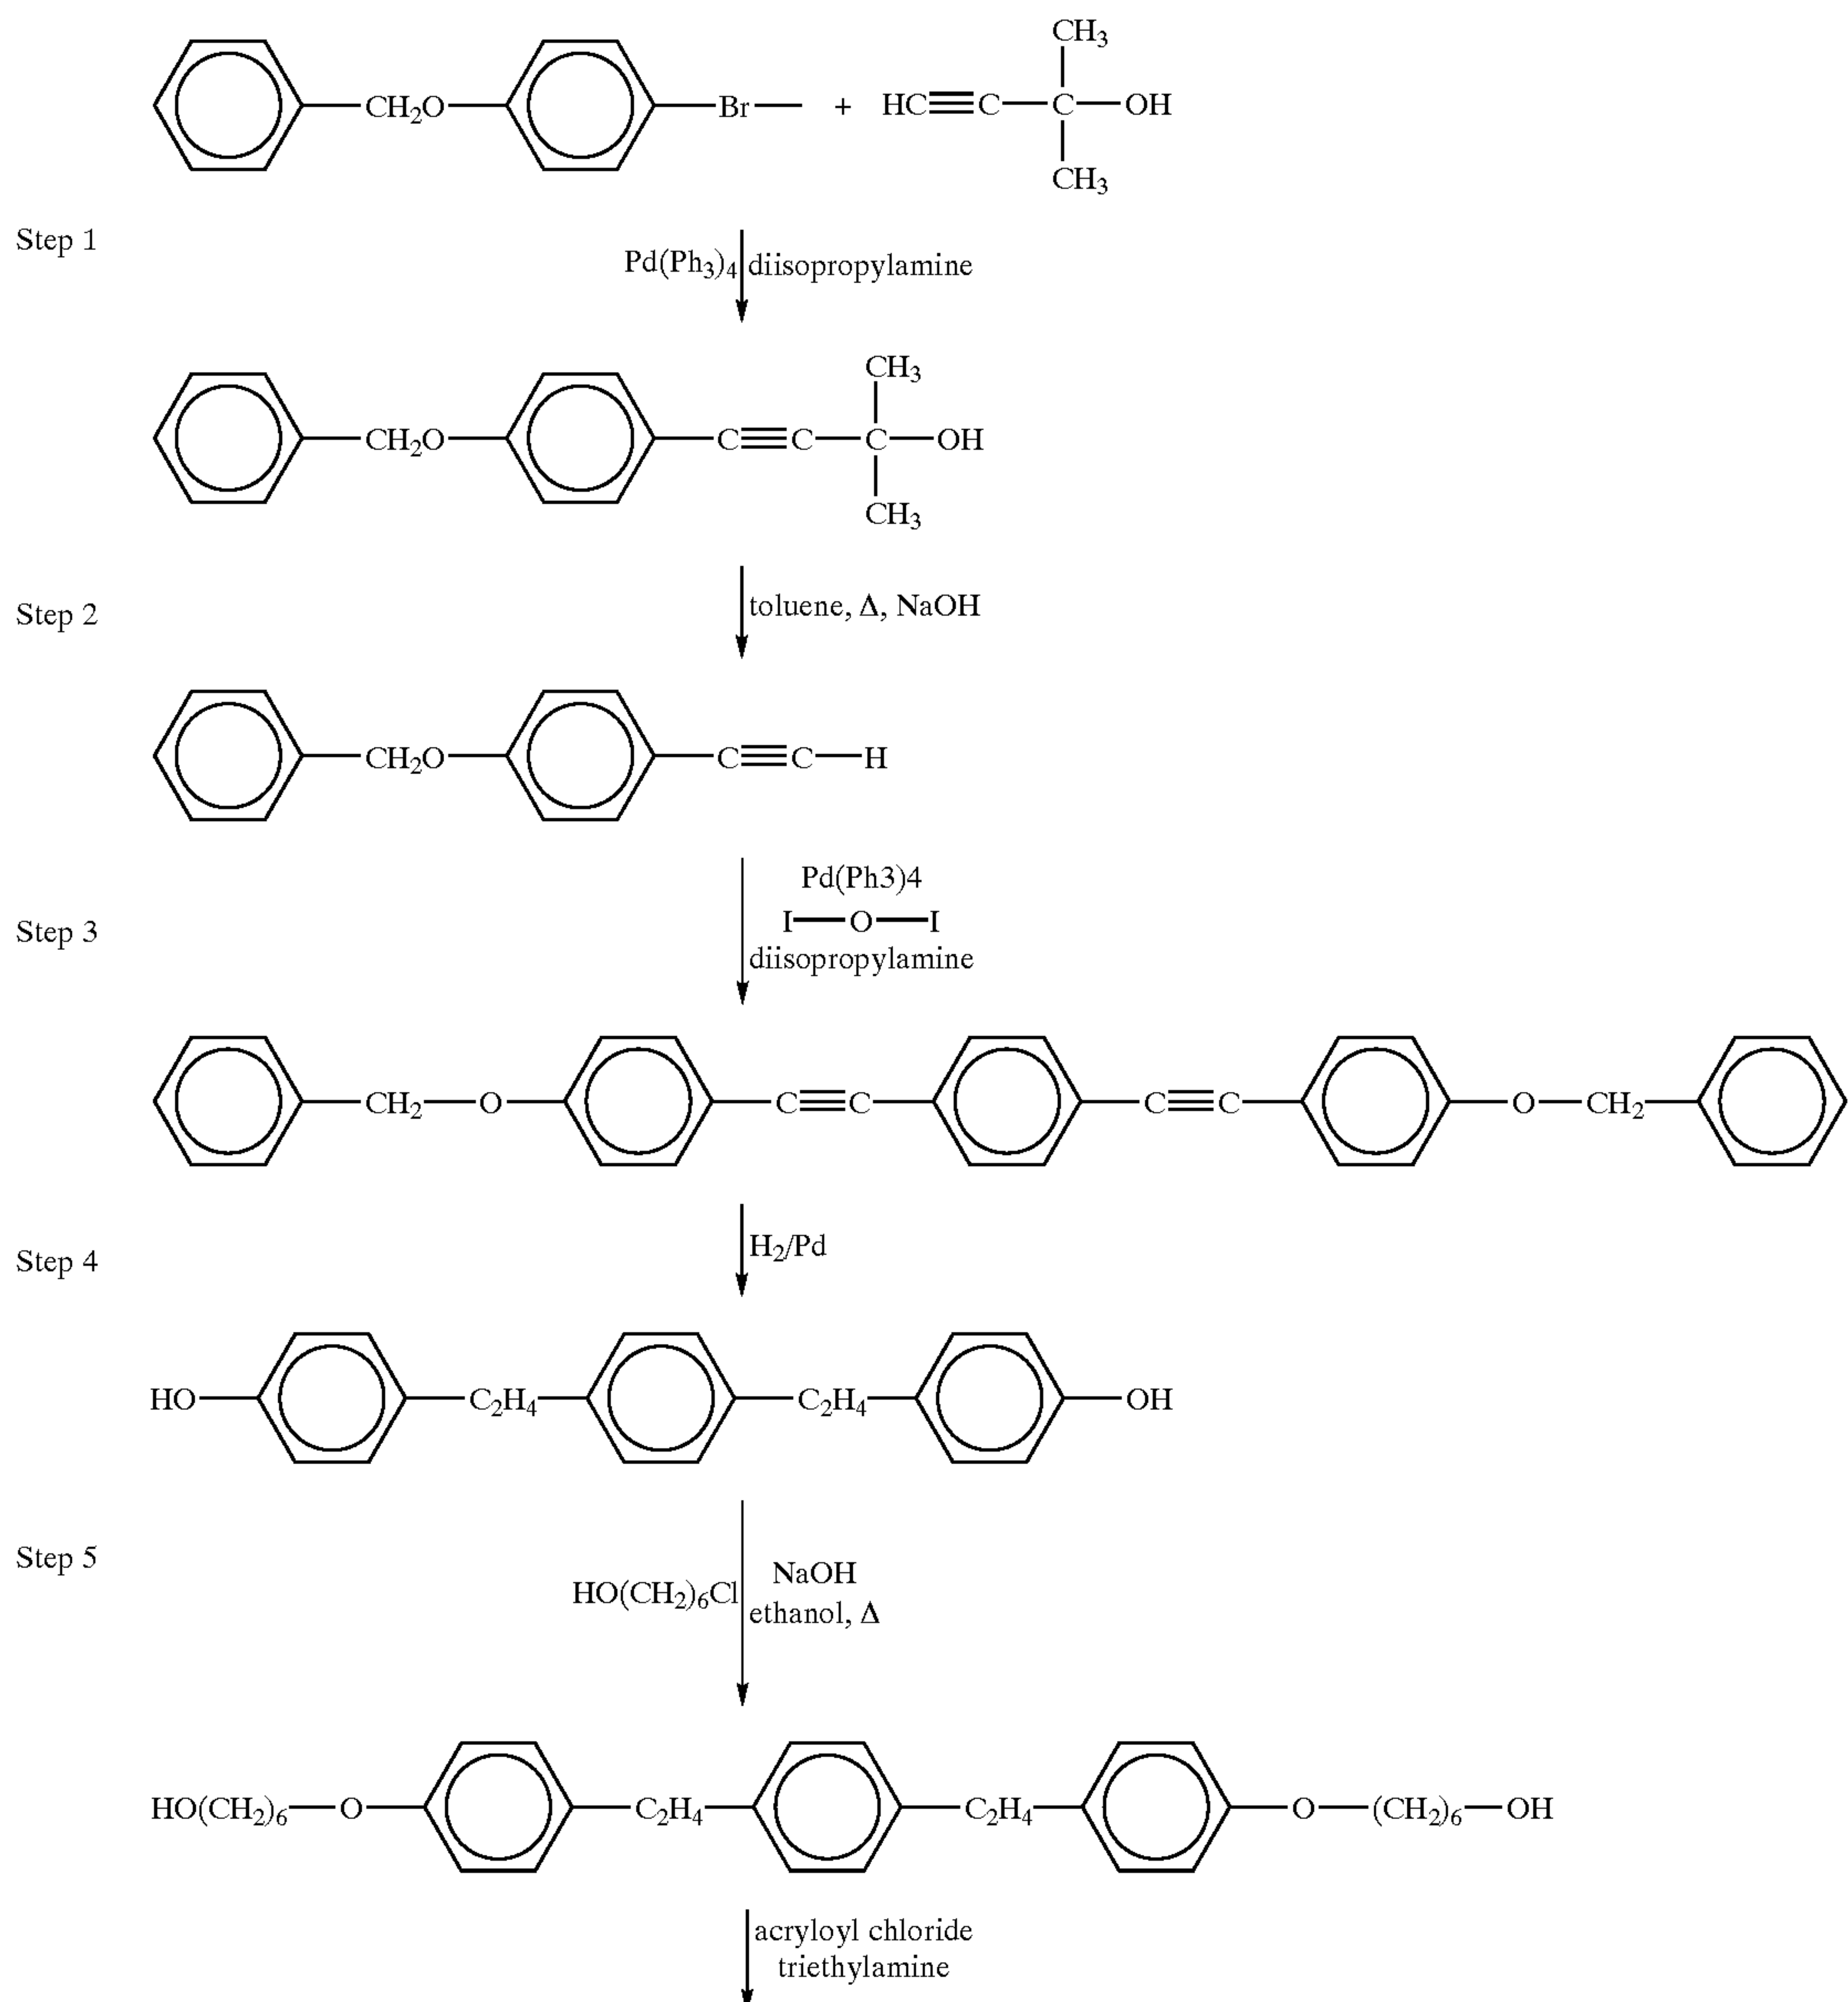 CH₃
CH₂O Br + HC≡C—C—OH
CH₃
Step 1
Pd(Ph₃)₄ diisopropylamine
CH₃
CH₂O C≡C—C—OH
CH₃
Step 2
toluene, Δ, NaOH
CH₂O C≡C—H
Step 3
Pd(Ph3)4
I—O—I
diisopropylamine
CH₂—O C≡C C≡C O—CH₂
Step 4
H₂/Pd
HO C₂H₄ C₂H₄ OH
Step 5
HO(CH₂)₆Cl NaOH
ethanol, Δ
HO(CH₂)₆—O C₂H₄ C₂H₄ O—(CH₂)₆—OH
acryloyl chloride
triethylamine